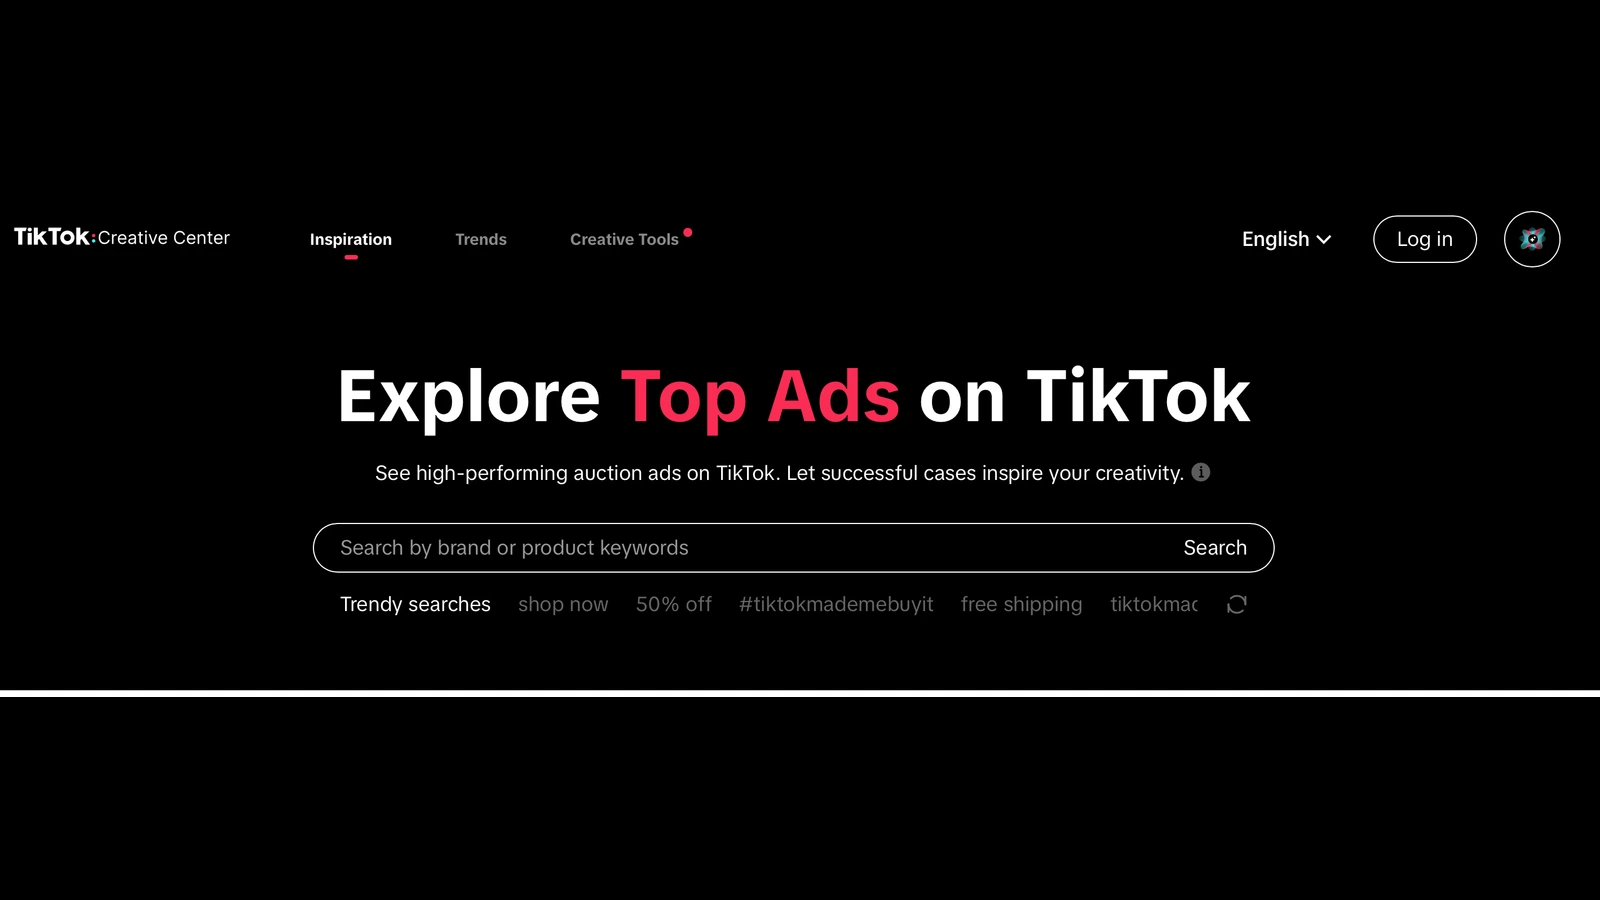 TikTok:Creative Center Inspiration Trends Creative Tools English Log in
Explore Top Ads on TikTok
See high-performing auction ads on TikTok. Let successful cases inspire your creativity.
Search by brand or product keywords Search
Trendy searches shop now 50% off #tiktokmademebuyit free shipping